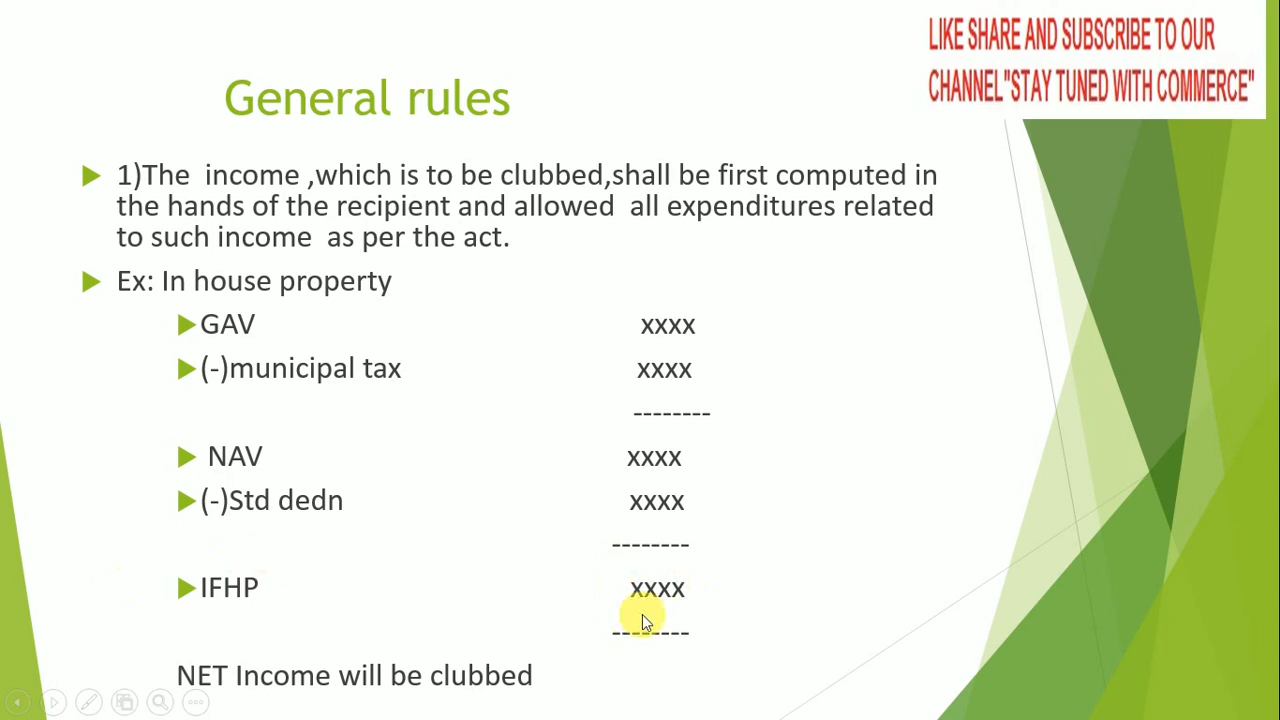 LIKE SHARE AND SUBSCRIBE TO OUR
CHANNEL"STAY TUNED WITH COMMERCE"
General rules
1)The income ,which is to be clubbed,shall be first computed in
the hands of the recipient and allowed all expenditures related
to such income as per the act.
Ex: In house property
GAV xxxx
(-)municipal tax xxxx
--------
NAV xxxx
(-)Std dedn xxxx
--------
IFHP xxxx
--------
NET Income will be clubbed